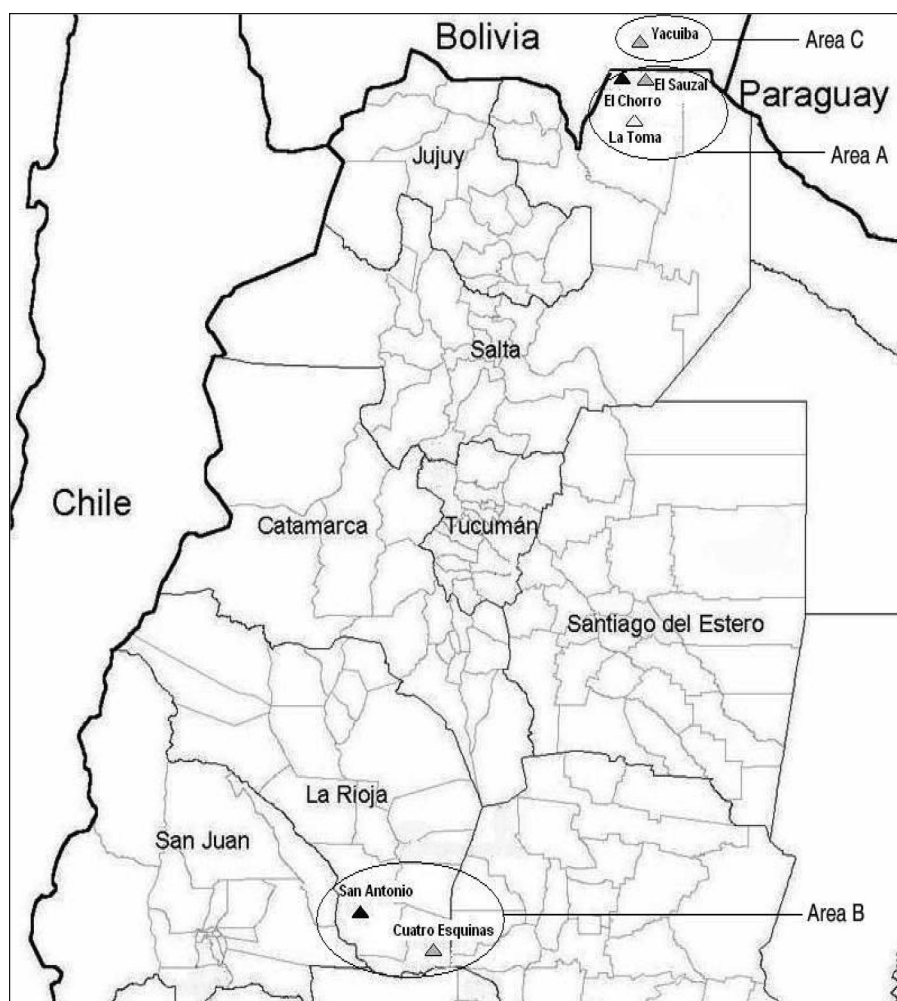 Bolivia
Yacuiba
Area C
El Sauzal
El Chorro
La Toma
Paraguay
Area A
Jujuy
Salta
Chile
Catamarca
Tucumán
Santiago del Estero
La Rioja
San Juan
San Antonio
Cuatro Esquinas
Area B